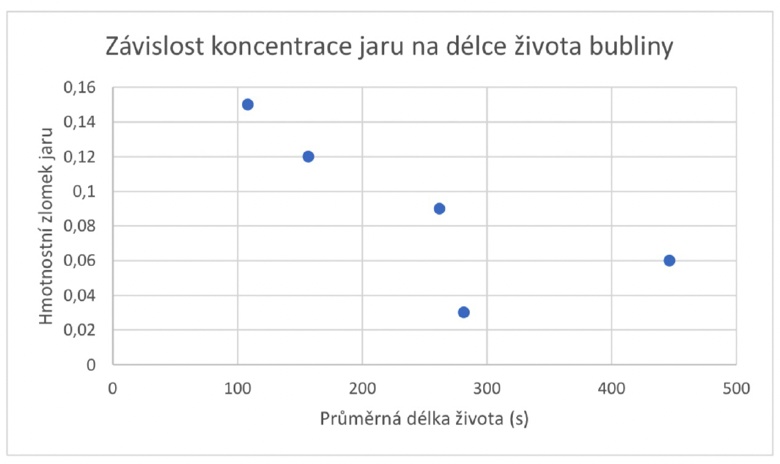 Závislost koncentrace jaru na délce života bubliny
0,16
0,14
0,12
0,1
0,08
0,06
0,04
0,02
0
Hmotnostní zlomek jaru
0 100 200 300 400 500
Průměrná délka života (s)